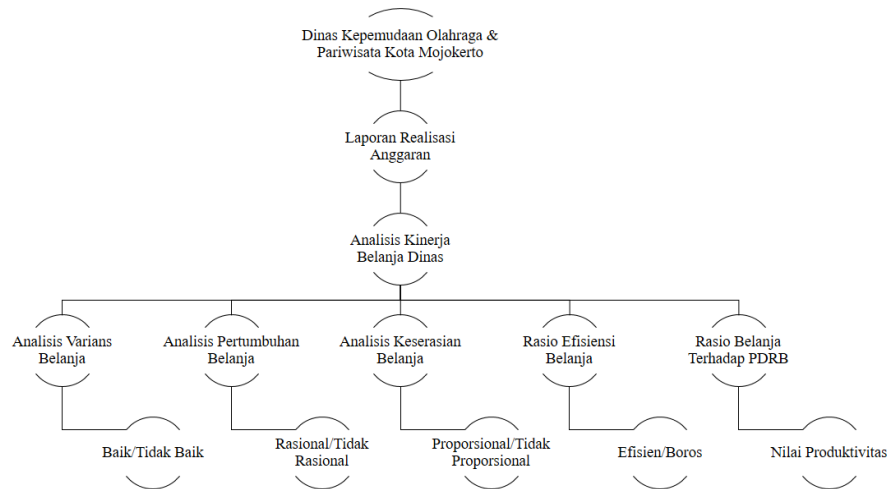 Dinas Kepemudaan Olahraga &
Pariwisata Kota Mojokerto
Laporan Realisasi
Anggaran
Analisis Kinerja
Belanja Dinas
Analisis Varians
Belanja
Analisis Pertumbuhan
Belanja
Analisis Keserasian
Belanja
Rasio Efisiensi
Belanja
Rasio Belanja
Terhadap PDRB
Baik/Tidak Baik
Rasional/Tidak
Rasional
Proporsional/Tidak
Proporsional
Efisien/Boros
Nilai Produktivitas